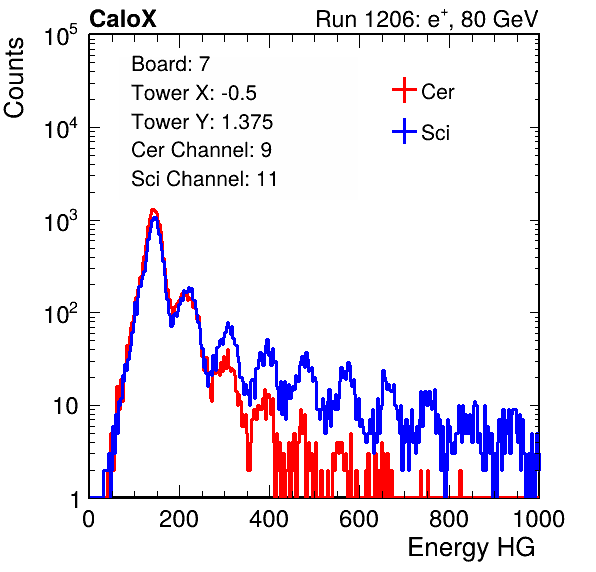 CaloX Run 1206: e⁺, 80 GeV
10⁵
Counts
Board: 7
Tower X: -0.5
Tower Y: 1.375
Cer Channel: 9
Sci Channel: 11
Cer
Sci
10⁴
10³
10²
10
1
0 200 400 600 800 1000
Energy HG